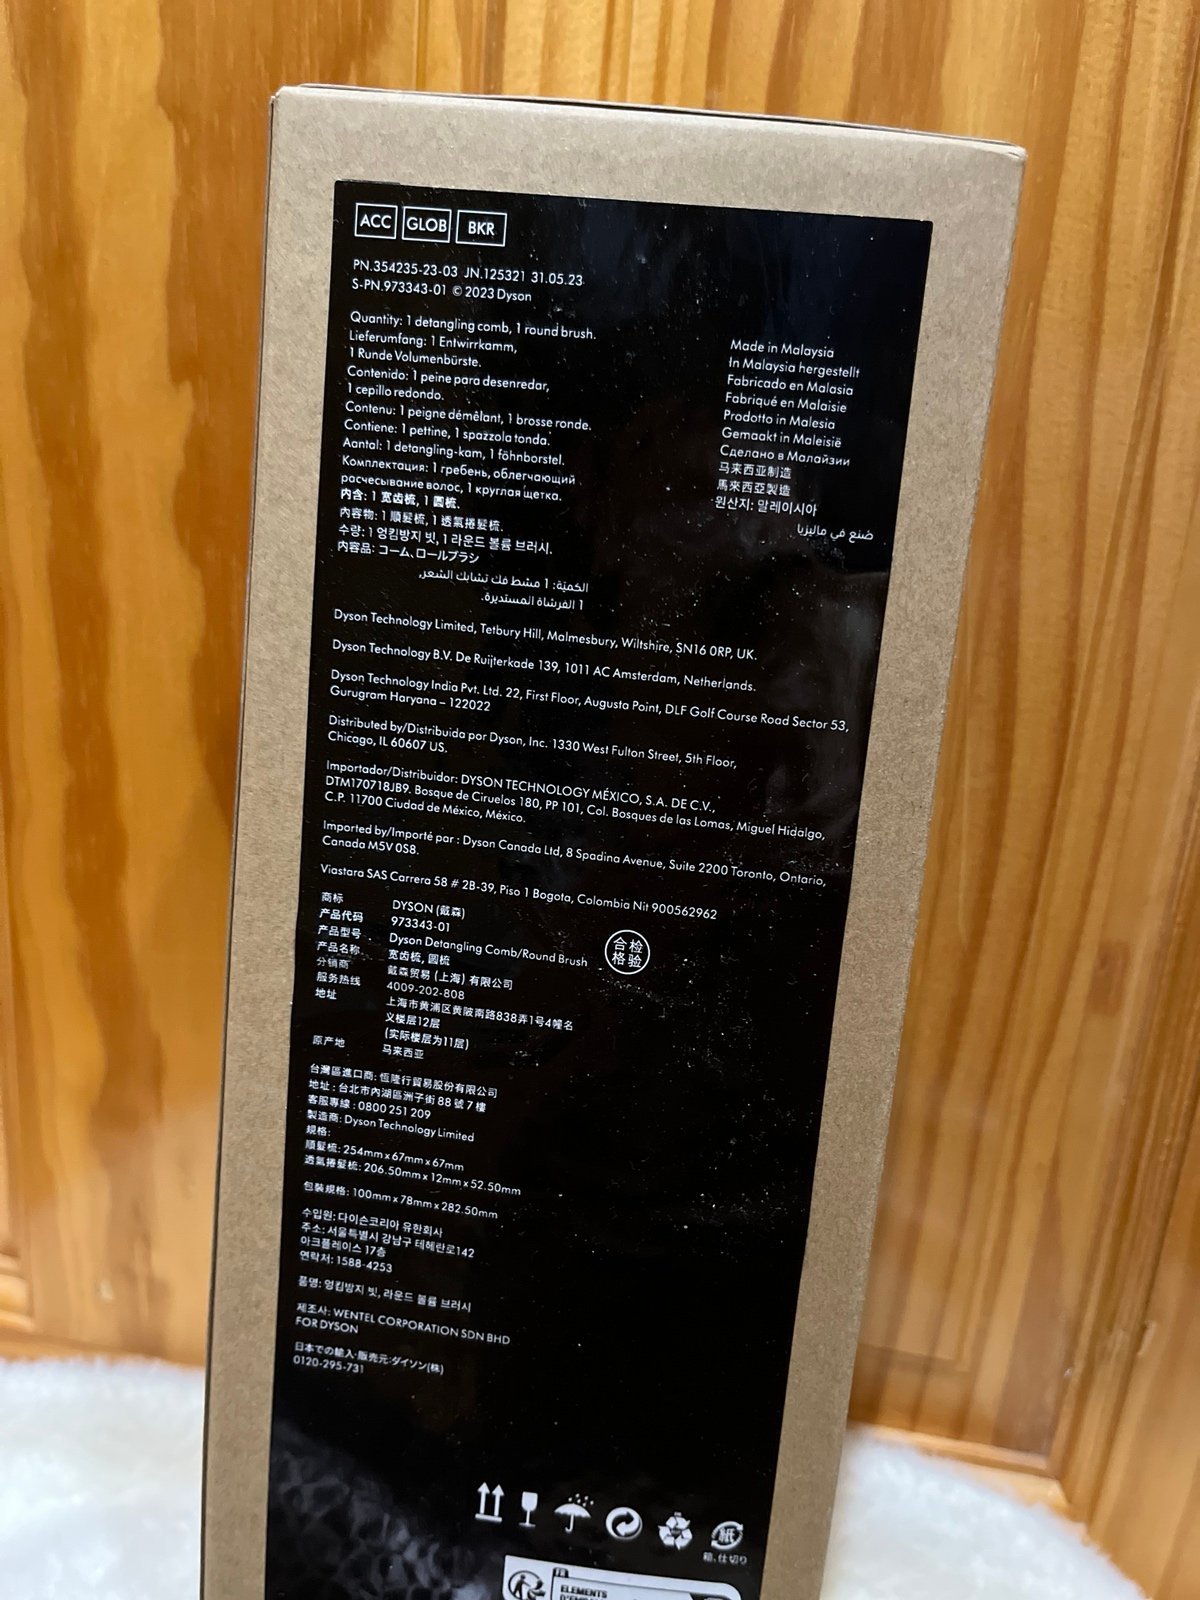 ACC GLOB BKR
PN.354235-23-03 JN.125321 31.05.23
S-PN.973343-01 ©2023 Dyson
Quantity: 1 detangling comb, 1 round brush.
Lieferumfang: 1 Entwirrkamm,
1 Runde Volumenbürste.
Contenido: 1 peine para desenredar,
1 cepillo redondo.
Contenu: 1 peigne démêlant, 1 brosse ronde.
Contiene: 1 pettine, 1 spazzola tonda.
Aantal: 1 detangling-kam, 1 föhnborstel.
Комплектация: 1 гребень, облегчающий
расчесывание волос, 1 круглая щетка.
内含: 1 宽齿梳, 1 圆梳.
內容物: 1 順髮梳, 1 透氣捲髮梳.
수량: 1 엉킴방지 빗, 1 라운드 볼륨 브러시.
内容品: コーム、ロールブラシ
الكمية: 1 مشط فك تشابك الشعر,
1 الفرشاة المستديرة.
Made in Malaysia
In Malaysia hergestellt
Fabricado en Malasia
Fabriqué en Malaisie
Prodotto in Malesia
Gemaakt in Maleisië
Сделано в Малайзии
马来西亚制造
馬來西亞製造
원산지: 말레이시아
صُنع في ماليزيا
Dyson Technology Limited, Tetbury Hill, Malmesbury, Wiltshire, SN16 0RP, UK.
Dyson Technology B.V. De Ruijterkade 139, 1011 AC Amsterdam, Netherlands.
Dyson Technology India Pvt. Ltd. 22, First Floor, Augusta Point, DLF Golf Course Road Sector 53,
Gurugram Haryana – 122022
Distributed by/Distribuida por Dyson, Inc. 1330 West Fulton Street, 5th Floor,
Chicago, IL 60607 US.
Importador/Distribuidor: DYSON TECHNOLOGY MÉXICO, S.A. DE C.V.,
DTM170718JB9. Bosque de Ciruelos 180, PP 101, Col. Bosques de las Lomas, Miguel Hidalgo,
C.P. 11700 Ciudad de México, México.
Imported by/Importé par : Dyson Canada Ltd, 8 Spadina Avenue, Suite 2200 Toronto, Ontario,
Canada M5V 0S8.
Viastara SAS Carrera 58 # 2B-39, Piso 1 Bogota, Colombia Nit 900562962
商标 DYSON (戴森)
产品代码 973343-01
产品型号 Dyson Detangling Comb/Round Brush
产品名称 宽齿梳, 圆梳
分销商 戴森贸易 (上海) 有限公司
服务热线 4009-202-808
地址 上海市黄浦区黄陂南路838弄1号4幢名
义楼层12层
(实际楼层为11层)
原产地 马来西亚
合检
格验
台灣區進口商: 恆隆行貿易股份有限公司
地址 : 台北市內湖區洲子街 88 號 7 樓
客服專線 : 0800 251 209
製造商: Dyson Technology Limited
規格:
順髮梳: 254mm x 67mm x 67mm
透氣捲髮梳: 206.50mm x 12mm x 52.50mm
包裝規格: 100mm x 78mm x 282.50mm
수입원: 다이슨코리아 유한회사
주소: 서울특별시 강남구 테헤란로142
아크플레이스 17층
연락처: 1588-4253
품명: 엉킴방지 빗, 라운드 볼륨 브러시
제조사: WENTEL CORPORATION SDN BHD
FOR DYSON
日本での輸入・販売元:ダイソン(株)
0120-295-731
紙
箱、仕切り
FR
ELEMENTS